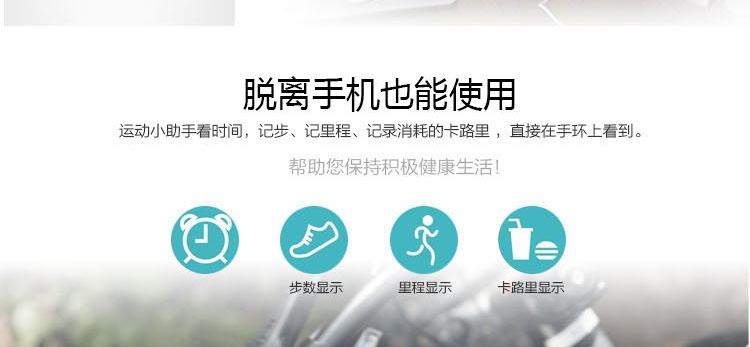 脱离手机也能使用
运动小助手看时间，记步、记里程、记录消耗的卡路里 ，直接在手环上看到。
帮助您保持积极健康生活！
步数显示 里程显示 卡路里显示